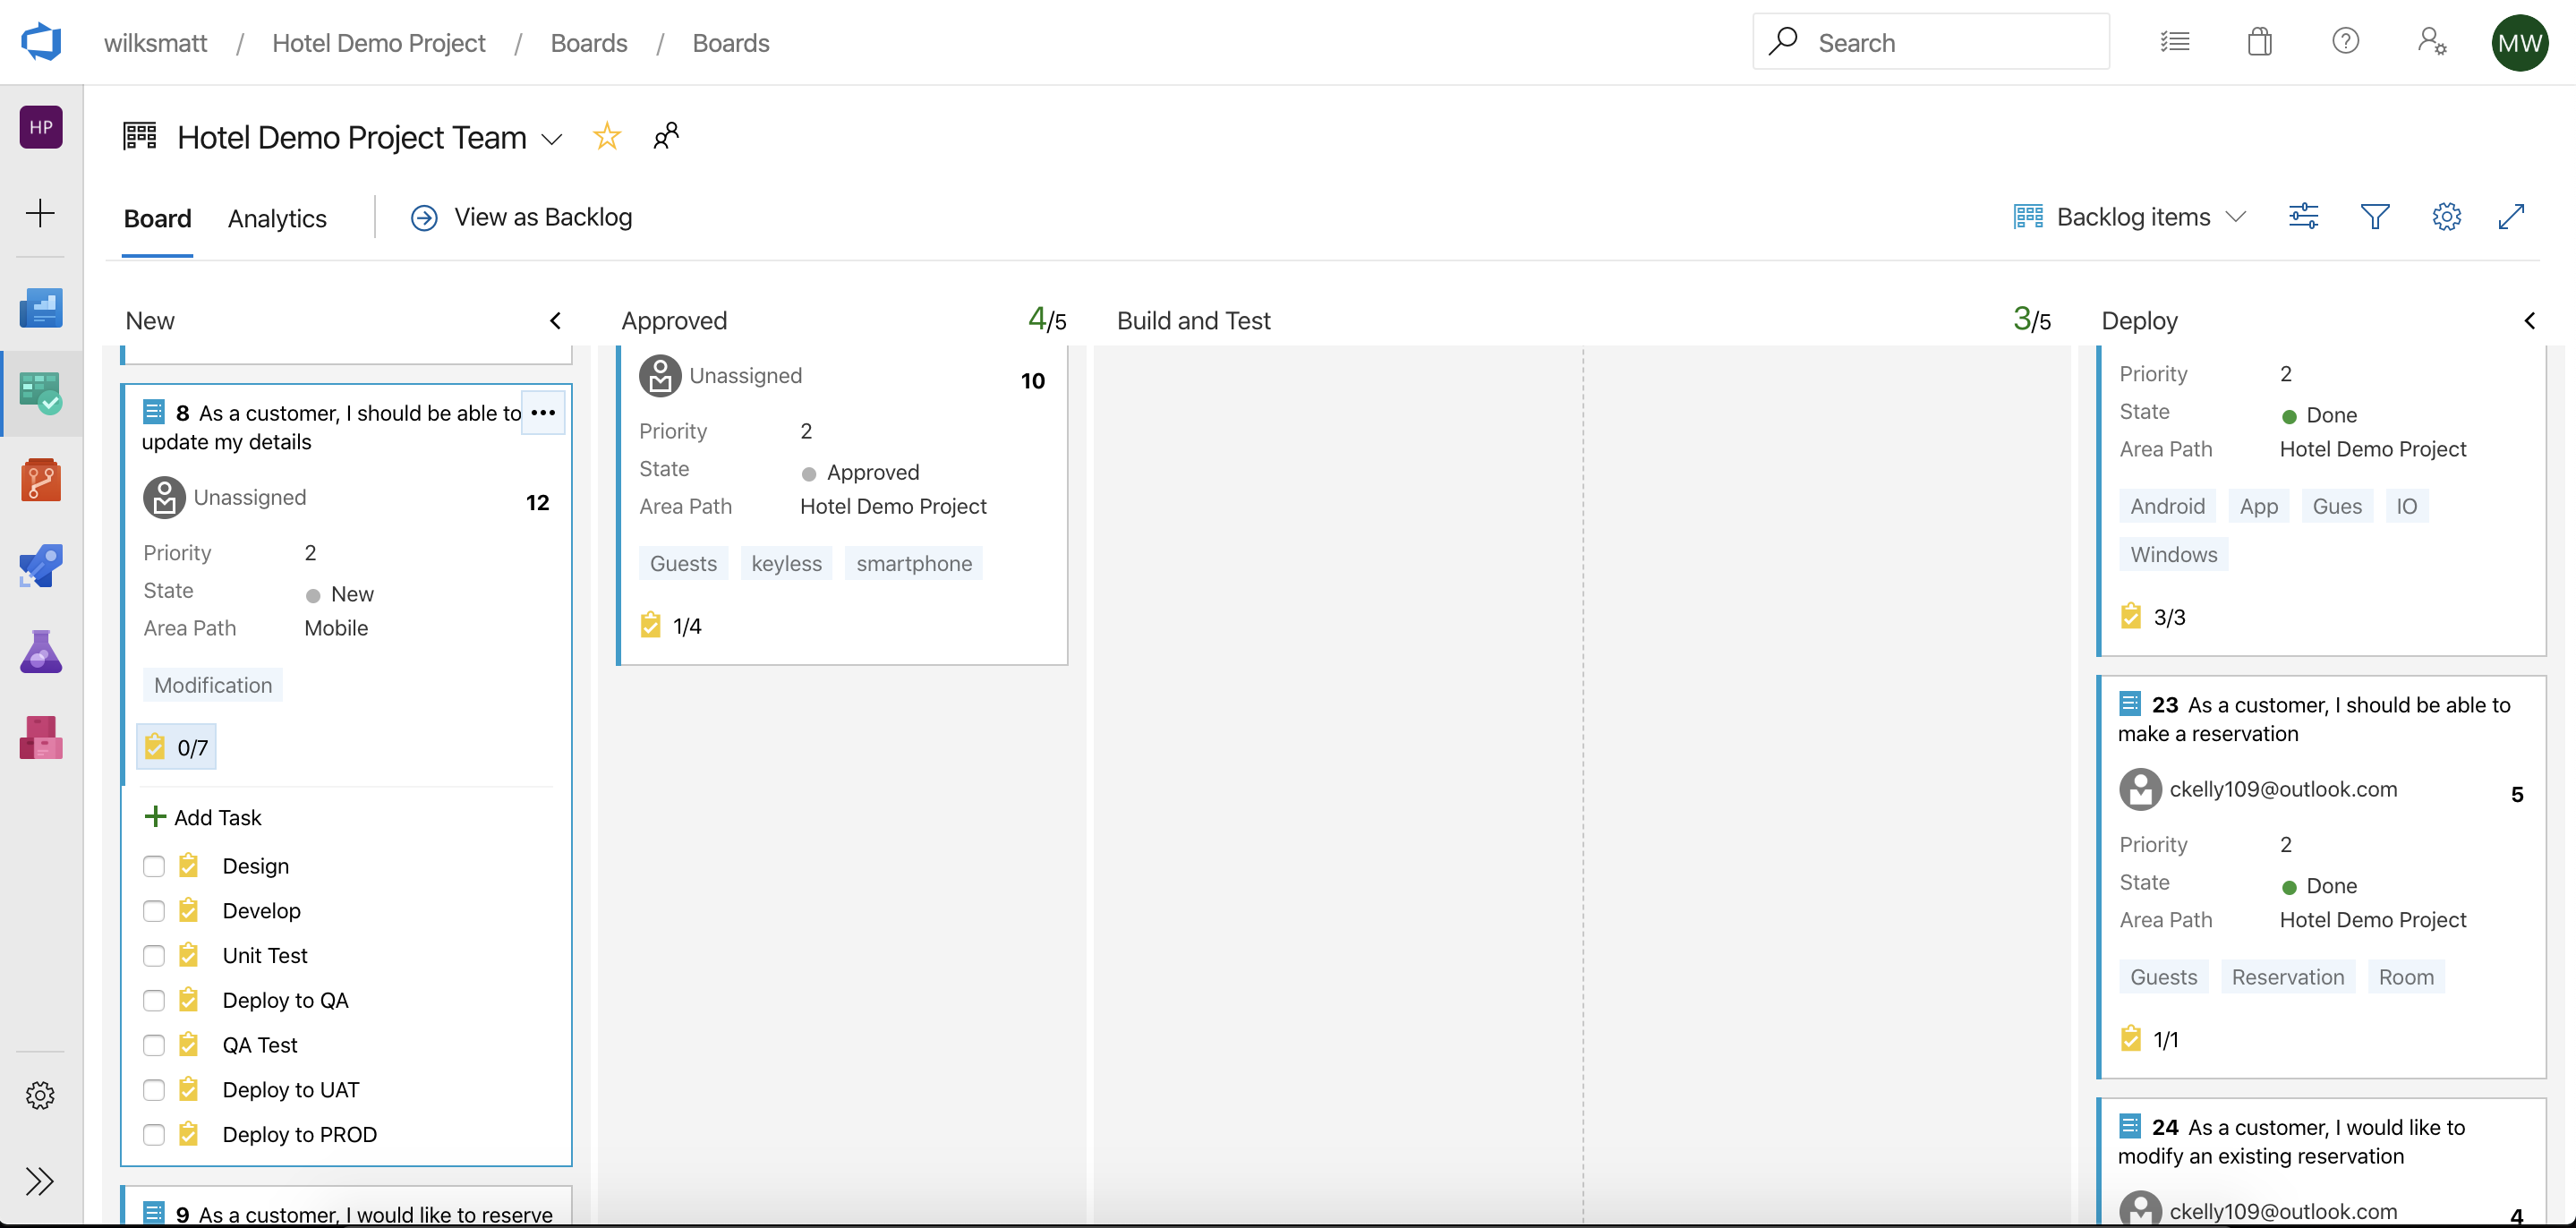 wilksmatt / Hotel Demo Project / Boards / Boards
Search
MW
HP
Hotel Demo Project Team
Board Analytics View as Backlog
Backlog items
New
8 As a customer, I should be able to
update my details
Unassigned 12
Priority 2
State New
Area Path Mobile
Modification
0/7
Add Task
Design
Develop
Unit Test
Deploy to QA
QA Test
Deploy to UAT
Deploy to PROD
9 As a customer, I would like to reserve
Approved 4/5
Unassigned 10
Priority 2
State Approved
Area Path Hotel Demo Project
Guests keyless smartphone
1/4
Build and Test 3/5
Deploy
Priority 2
State Done
Area Path Hotel Demo Project
Android App Gues IO
Windows
3/3
23 As a customer, I should be able to
make a reservation
ckelly109@outlook.com 5
Priority 2
State Done
Area Path Hotel Demo Project
Guests Reservation Room
1/1
24 As a customer, I would like to
modify an existing reservation
ckelly109@outlook.com 4